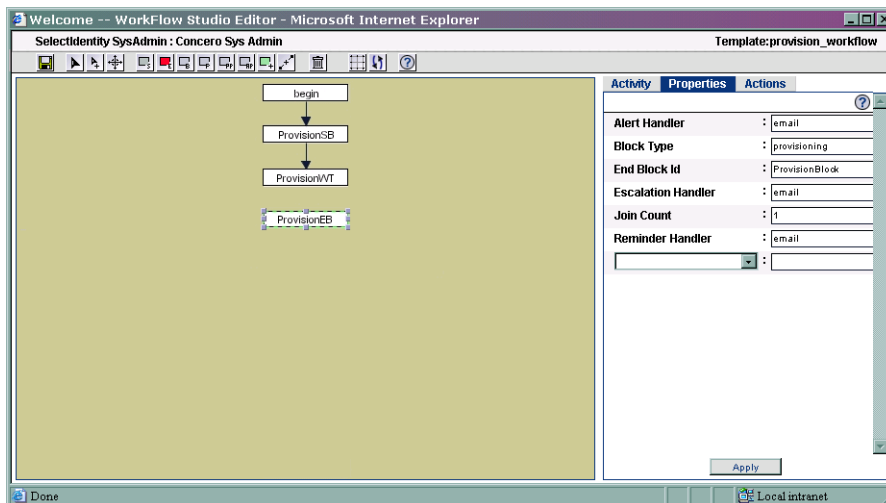 Welcome -- WorkFlow Studio Editor - Microsoft Internet Explorer
SelectIdentity SysAdmin : Concero Sys Admin
Template:provision_workflow
begin
ProvisionSB
ProvisionWT
ProvisionEB
Activity Properties Actions
Alert Handler : email
Block Type : provisioning
End Block Id : ProvisionBlock
Escalation Handler : email
Join Count : 1
Reminder Handler : email
:
Apply
Done
Local intranet